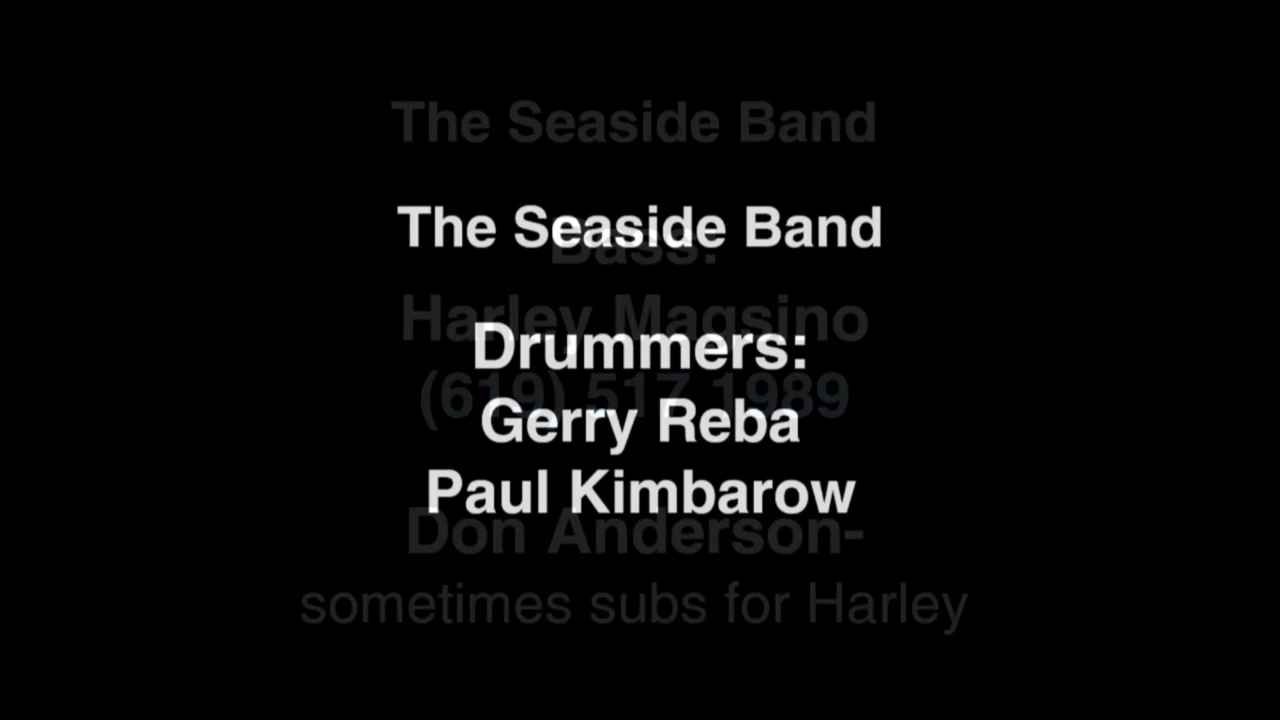 The Seaside Band
The Seaside Band
Bass:
Harley Magsino
Drummers:
(619) 517 1989
Gerry Reba
Paul Kimbarow
Don Anderson-
sometimes subs for Harley